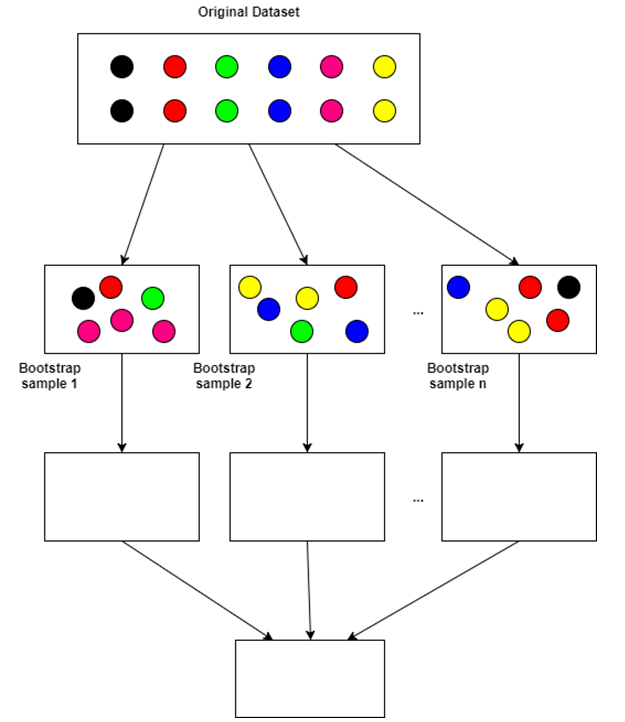 Original Dataset
...
Bootstrap
sample 1
Bootstrap
sample 2
Bootstrap
sample n
...